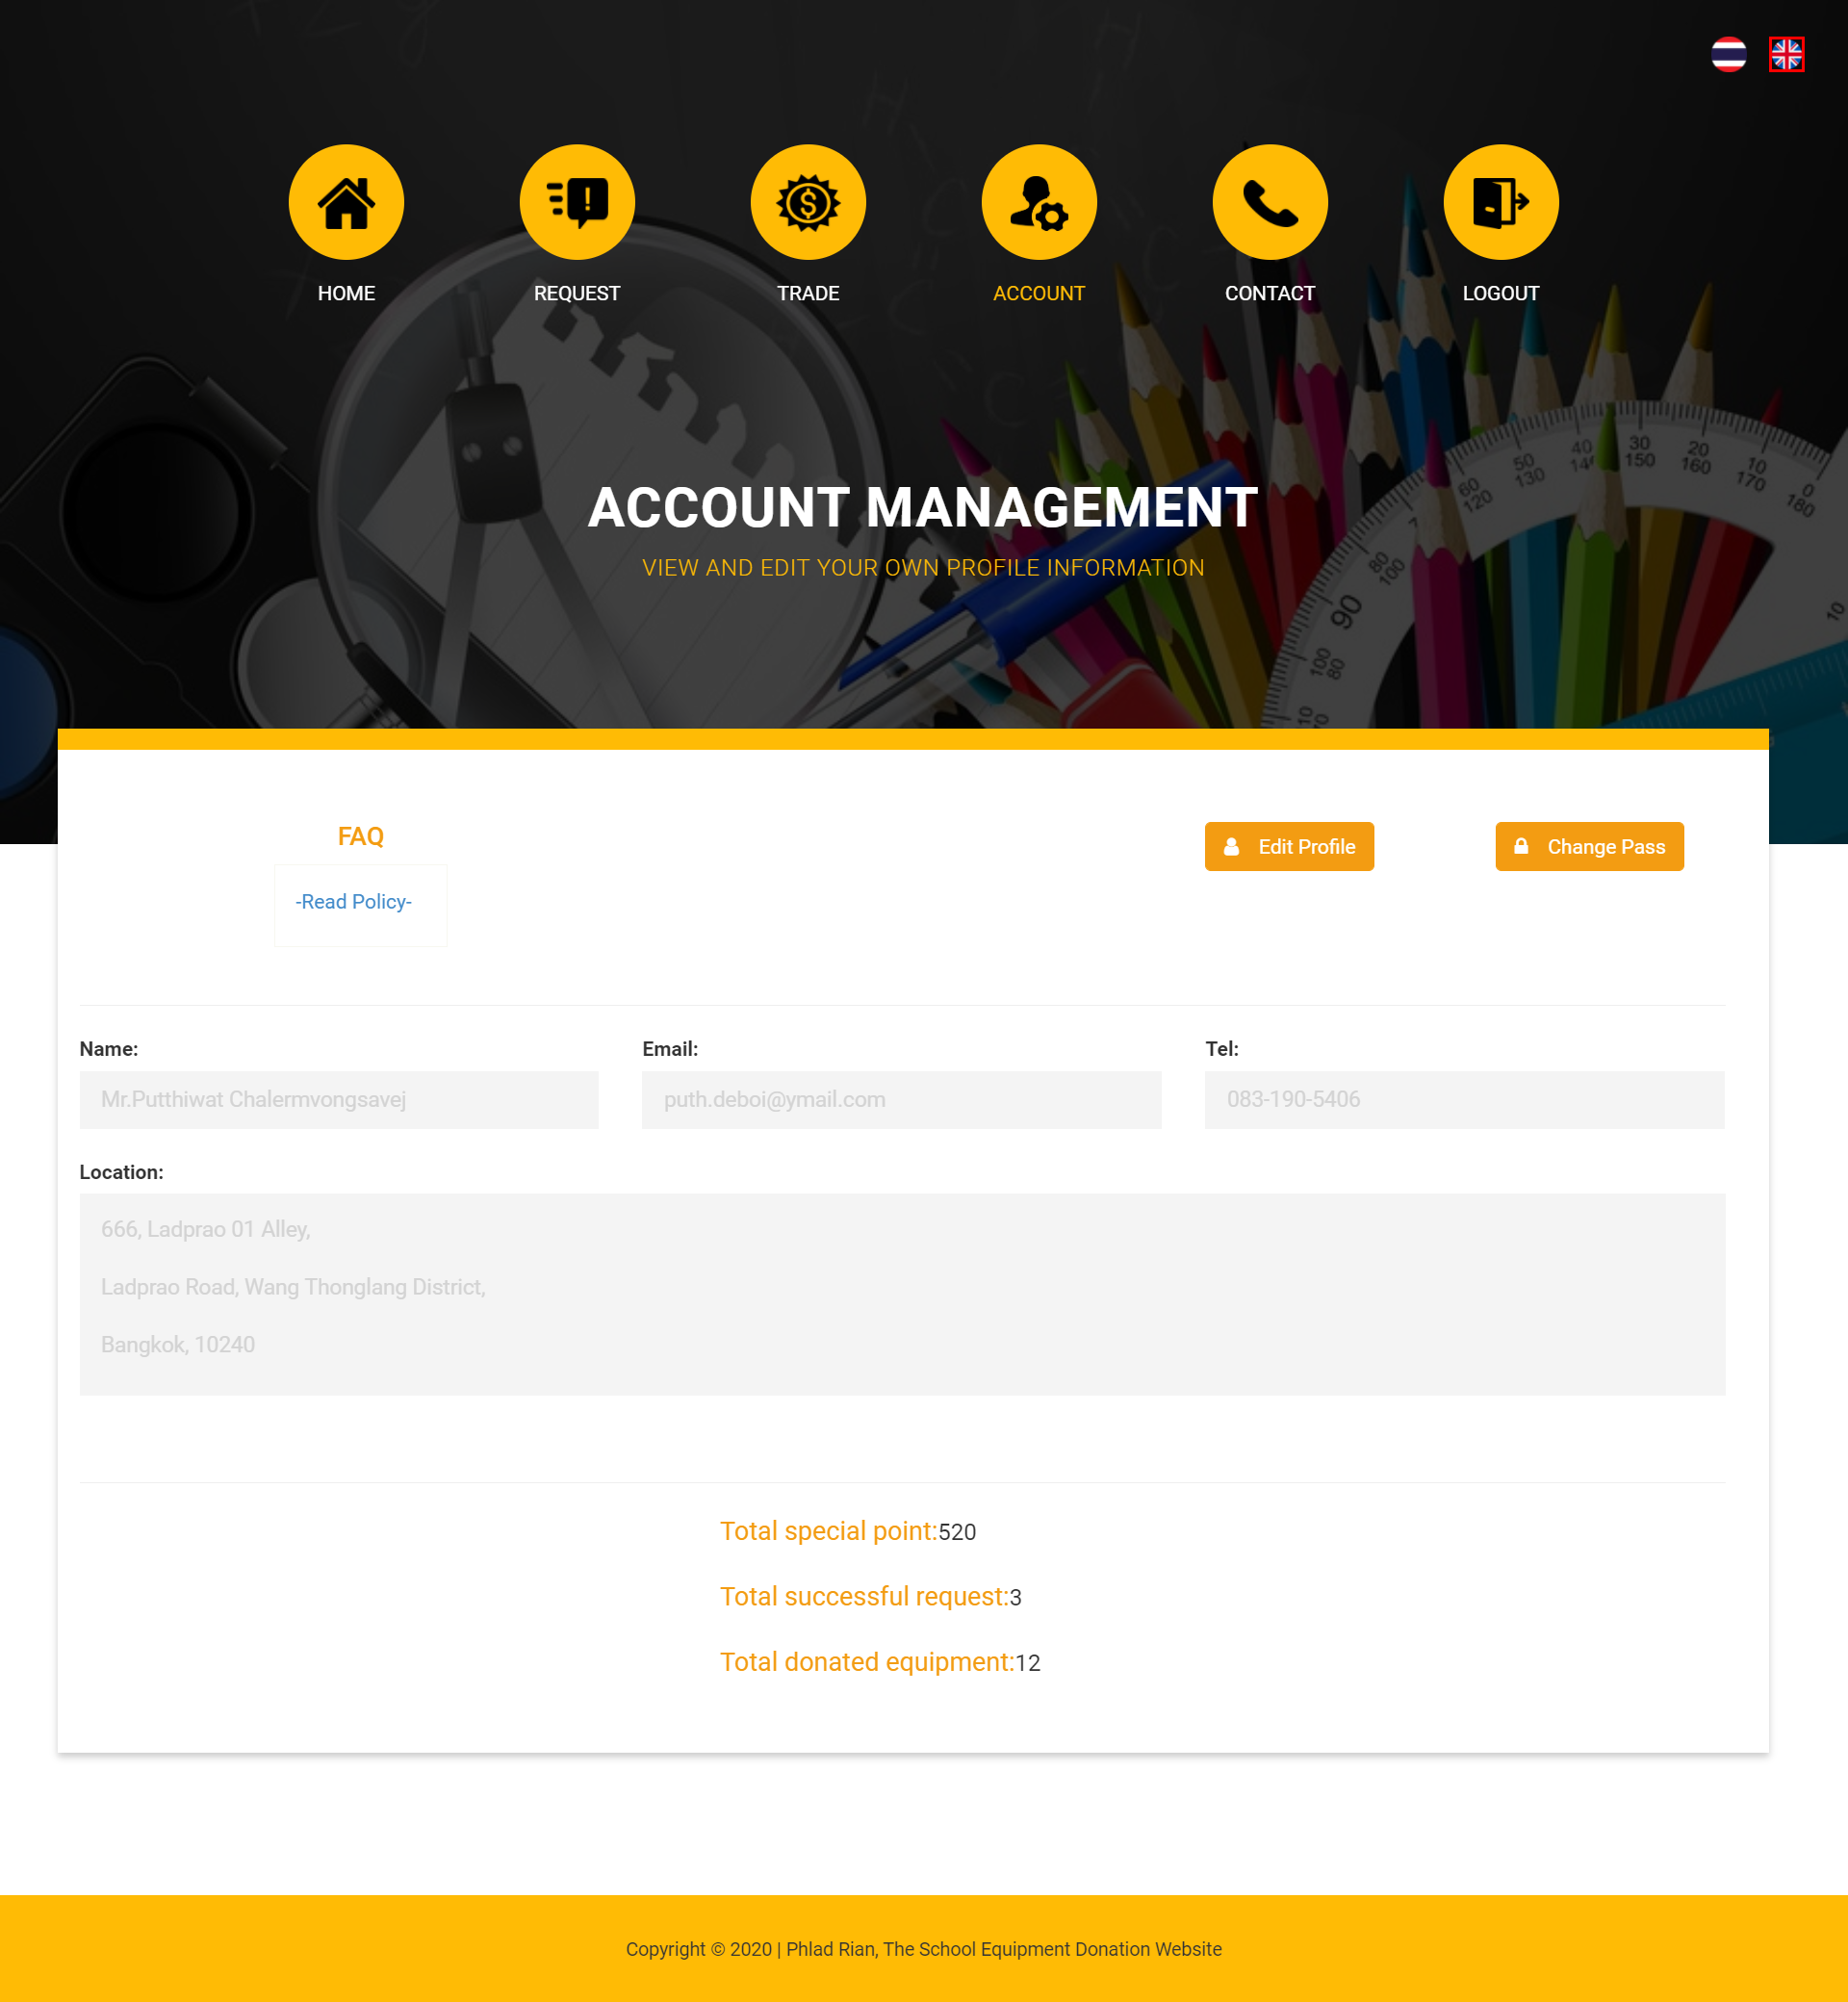 HOME REQUEST TRADE ACCOUNT CONTACT LOGOUT
ACCOUNT MANAGEMENT
VIEW AND EDIT YOUR OWN PROFILE INFORMATION
FAQ
Edit Profile
Change Pass
-Read Policy-
Name:
Mr.Putthiwat Chalermvongsavej
Email:
puth.deboi@ymail.com
Tel:
083-190-5406
Location:
666, Ladprao 01 Alley,
Ladprao Road, Wang Thonglang District,
Bangkok, 10240
Total special point:520
Total successful request:3
Total donated equipment:12
Copyright © 2020 | Phlad Rian, The School Equipment Donation Website